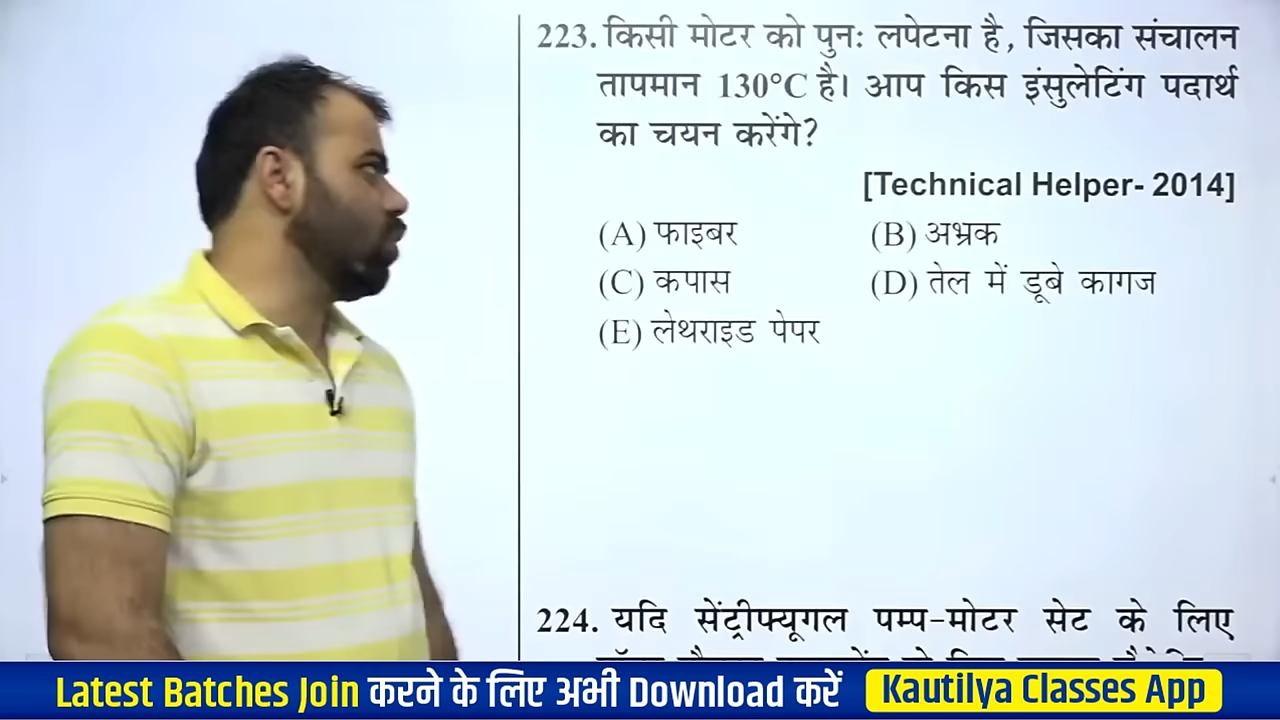 223. किसी मोटर को पुनः लपेटना है, जिसका संचालन
तापमान 130°C है। आप किस इंसुलेटिंग पदार्थ
का चयन करेंगे?
[Technical Helper- 2014]
(A) फाइबर (B) अभ्रक
(C) कपास (D) तेल में डूबे कागज
(E) लेथराइड पेपर
224. यदि सेंट्रीफ्यूगल पम्प-मोटर सेट के लिए
Latest Batches Join करने के लिए अभी Download करें Kautilya Classes App